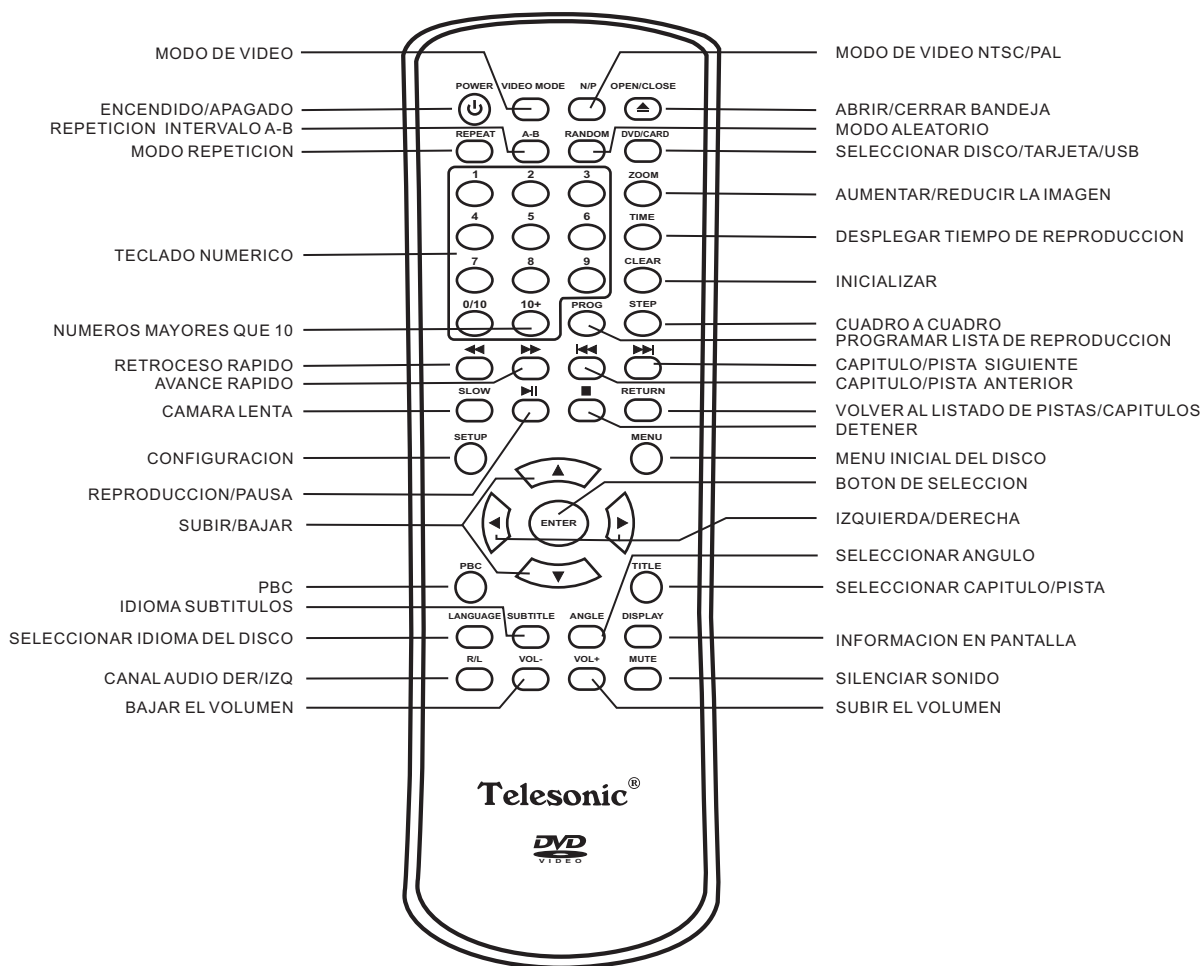 MODO DE VIDEO
ENCENDIDO/APAGADO
REPETICION INTERVALO A-B
MODO REPETICION
TECLADO NUMERICO
NUMEROS MAYORES QUE 10
RETROCESO RAPIDO
AVANCE RAPIDO
CAMARA LENTA
CONFIGURACION
REPRODUCCION/PAUSA
SUBIR/BAJAR
PBC
IDIOMA SUBTITULOS
SELECCIONAR IDIOMA DEL DISCO
CANAL AUDIO DER/IZQ
BAJAR EL VOLUMEN
POWER VIDEO MODE N/P OPEN/CLOSE
REPEAT A-B RANDOM DVD/CARD
1 2 3 ZOOM
4 5 6 TIME
7 8 9 CLEAR
0/10 10+ PROG STEP
SLOW RETURN
SETUP MENU
ENTER
PBC TITLE
LANGUAGE SUBTITLE ANGLE DISPLAY
R/L VOL- VOL+ MUTE
Telesonic®
DVD
VIDEO
MODO DE VIDEO NTSC/PAL
ABRIR/CERRAR BANDEJA
MODO ALEATORIO
SELECCIONAR DISCO/TARJETA/USB
AUMENTAR/REDUCIR LA IMAGEN
DESPLEGAR TIEMPO DE REPRODUCCION
INICIALIZAR
CUADRO A CUADRO
PROGRAMAR LISTA DE REPRODUCCION
CAPITULO/PISTA SIGUIENTE
CAPITULO/PISTA ANTERIOR
VOLVER AL LISTADO DE PISTAS/CAPITULOS
DETENER
MENU INICIAL DEL DISCO
BOTON DE SELECCION
IZQUIERDA/DERECHA
SELECCIONAR ANGULO
SELECCIONAR CAPITULO/PISTA
INFORMACION EN PANTALLA
SILENCIAR SONIDO
SUBIR EL VOLUMEN